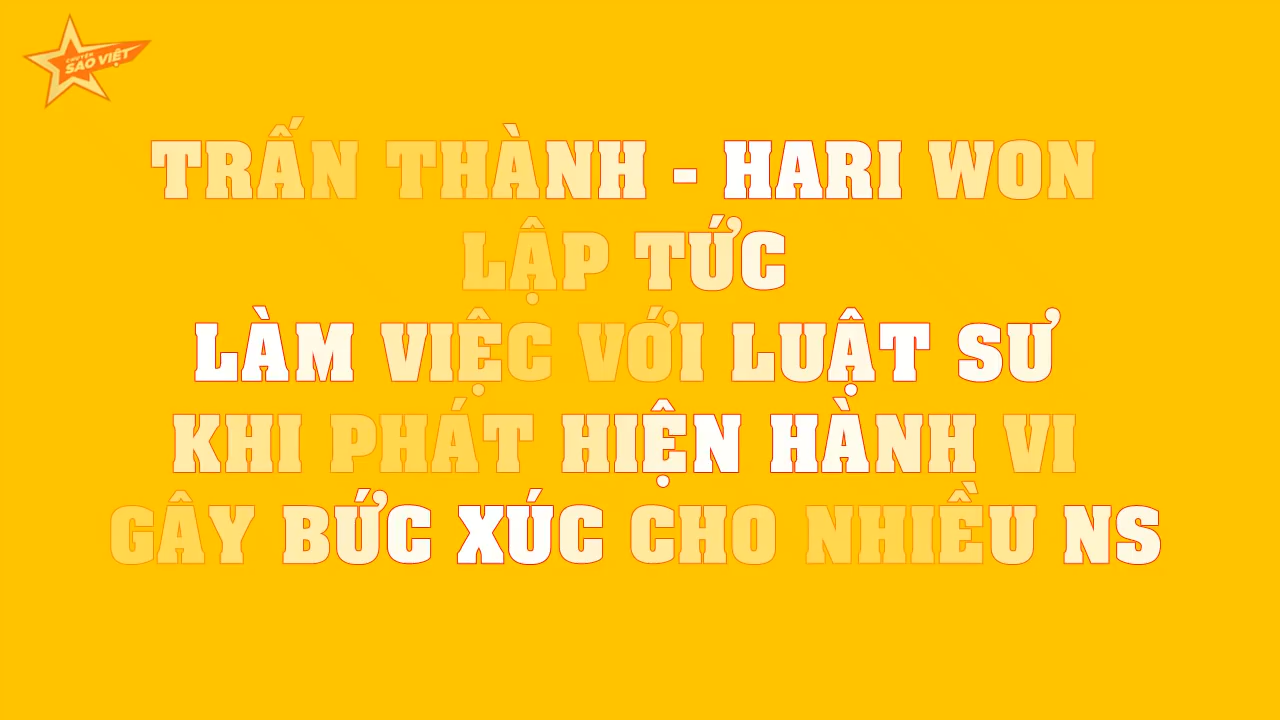 CHUYỆN
SAO VIỆT
TRẤN THÀNH - HARI WON
LẬP TỨC
LÀM VIỆC VỚI LUẬT SƯ
KHI PHÁT HIỆN HÀNH VI
GÂY BỨC XÚC CHO NHIỀU NS